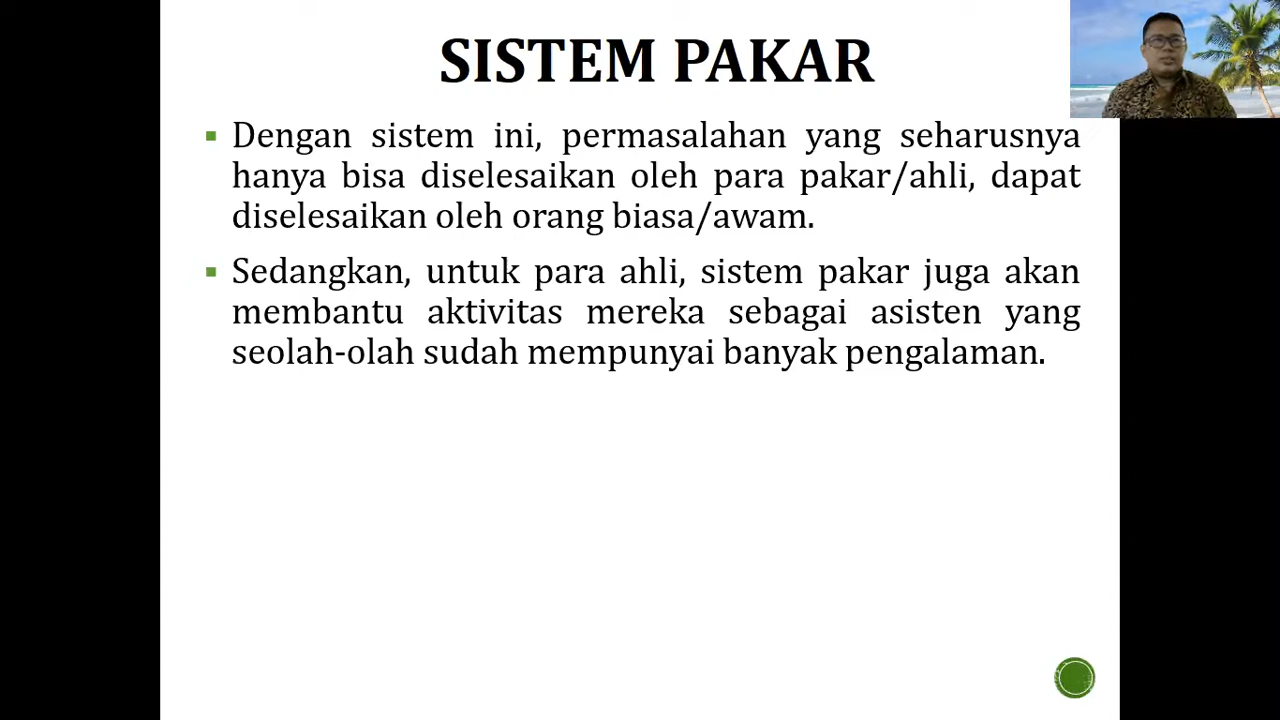 SISTEM PAKAR
Dengan sistem ini, permasalahan yang seharusnya
hanya bisa diselesaikan oleh para pakar/ahli, dapat
diselesaikan oleh orang biasa/awam.
Sedangkan, untuk para ahli, sistem pakar juga akan
membantu aktivitas mereka sebagai asisten yang
seolah-olah sudah mempunyai banyak pengalaman.